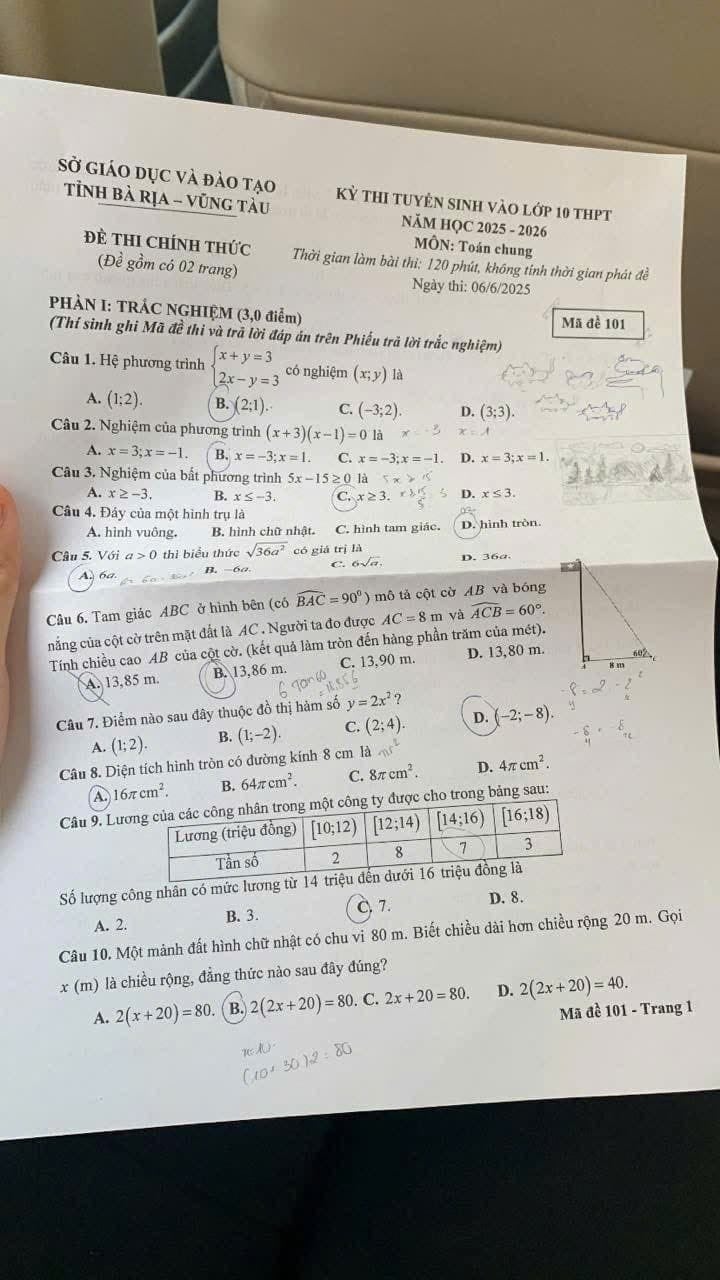 SỞ GIÁO DỤC VÀ ĐÀO TẠO
TỈNH BÀ RỊA – VŨNG TÀU
ĐỀ THI CHÍNH THỨC
(Đề gồm có 02 trang)
KỲ THI TUYỂN SINH VÀO LỚP 10 THPT
NĂM HỌC 2025 - 2026
MÔN: Toán chung
Thời gian làm bài thi: 120 phút, không tính thời gian phát đề
Ngày thi: 06/6/2025
PHẦN I: TRẮC NGHIỆM (3,0 điểm)
(Thí sinh ghi Mã đề thi và trả lời đáp án trên Phiếu trả lời trắc nghiệm)
Mã đề 101
Câu 1. Hệ phương trình { x + y = 3 2x − y = 3 có nghiệm (x; y) là
A. (1;2). B. (2;1). C. (−3;2). D. (3;3).
Câu 2. Nghiệm của phương trình (x+3)(x−1)=0 là x = -3 x = 1
A. x = 3; x = −1. B. x = −3; x = 1. C. x = −3; x = −1. D. x = 3; x = 1.
Câu 3. Nghiệm của bất phương trình 5x−15≥0 là 5x ≥ 15
A. x ≥ −3. B. x ≤ −3. C. x ≥ 3. D. x ≤ 3.
Câu 4. Đáy của một hình trụ là
A. hình vuông. B. hình chữ nhật. C. hình tam giác. D. hình tròn.
Câu 5. Với a > 0 thì biểu thức √36a² có giá trị là
A. 6a. B. −6a. C. 6√a. D. 36a.
Câu 6. Tam giác ABC ở hình bên (có BAC = 90⁰) mô tả cột cờ AB và bóng
nắng của cột cờ trên mặt đất là AC. Người ta đo được AC = 8 m và ACB = 60°.
Tính chiều cao AB của cột cờ. (kết quả làm tròn đến hàng phần trăm của mét).
A. 13,85 m. B. 13,86 m. C. 13,90 m. D. 13,80 m.
A 8 m 60° C
Câu 7. Điểm nào sau đây thuộc đồ thị hàm số y = 2x² ?
A. (1;2). B. (1;−2). C. (2;4). D. (−2;−8).
Câu 8. Diện tích hình tròn có đường kính 8 cm là πr²
A. 16π cm². B. 64π cm². C. 8π cm². D. 4π cm².
Câu 9. Lương của các công nhân trong một công ty được cho trong bảng sau:
Lương (triệu đồng) [10;12) [12;14) [14;16) [16;18)
Tần số 2 8 7 3
Số lượng công nhân có mức lương từ 14 triệu đến dưới 16 triệu đồng là
A. 2. B. 3. C. 7. D. 8.
Câu 10. Một mảnh đất hình chữ nhật có chu vi 80 m. Biết chiều dài hơn chiều rộng 20 m. Gọi
x (m) là chiều rộng, đẳng thức nào sau đây đúng?
A. 2(x+20)=80. B. 2(2x+20)=80. C. 2x+20=80. D. 2(2x+20)=40.
Mã đề 101 - Trang 1
(10+30)2=80